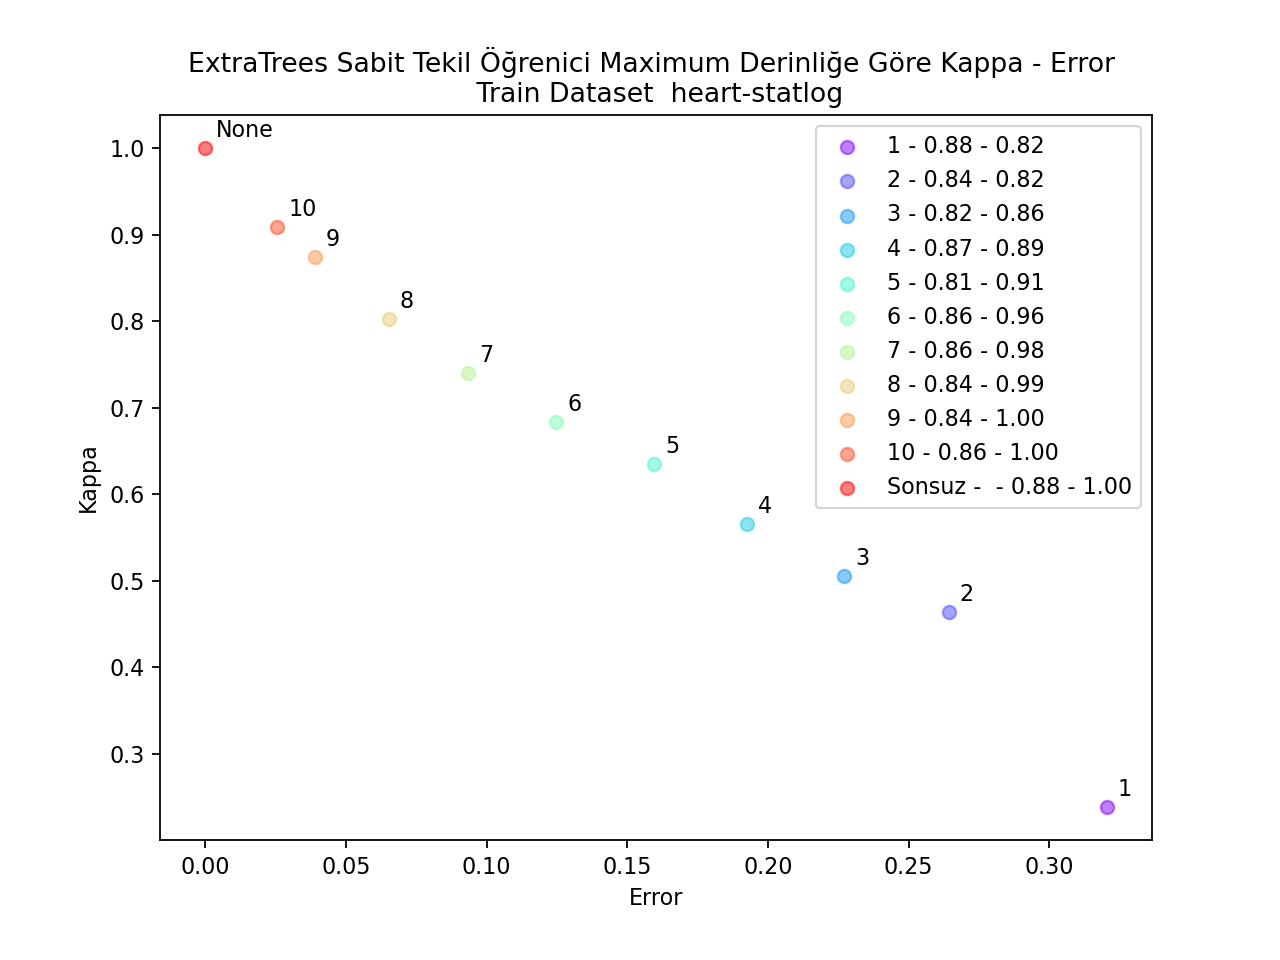 ExtraTrees Sabit Tekil Öğrenici Maximum Derinliğe Göre Kappa - Error
Train Dataset  heart-statlog
None
10
9
8
7
6
5
4
3
2
1
1 - 0.88 - 0.82
2 - 0.84 - 0.82
3 - 0.82 - 0.86
4 - 0.87 - 0.89
5 - 0.81 - 0.91
6 - 0.86 - 0.96
7 - 0.86 - 0.98
8 - 0.84 - 0.99
9 - 0.84 - 1.00
10 - 0.86 - 1.00
Sonsuz -  - 0.88 - 1.00
Kappa
1.0
0.9
0.8
0.7
0.6
0.5
0.4
0.3
0.00 0.05 0.10 0.15 0.20 0.25 0.30
Error